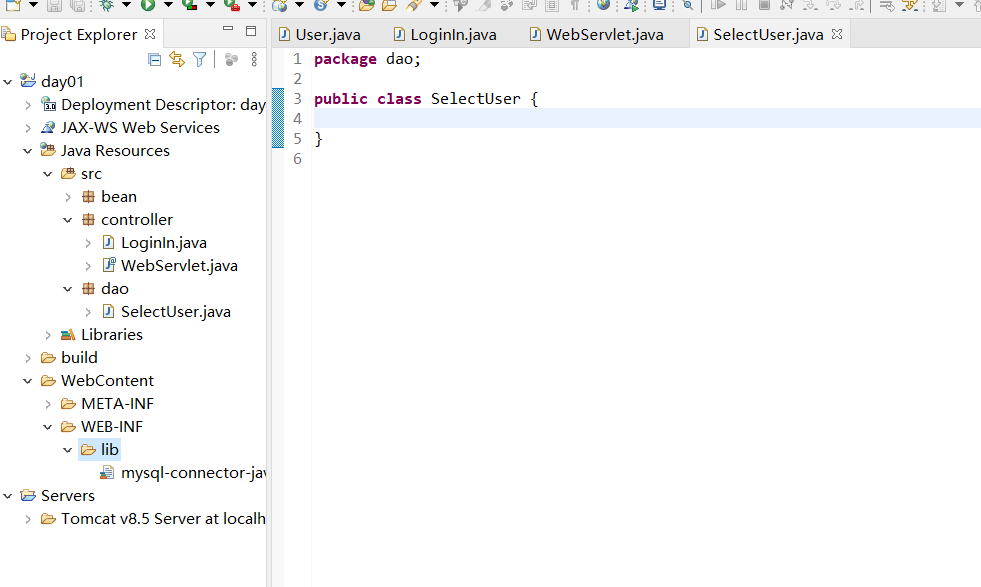 Project Explorer
User.java
LoginIn.java
WebServlet.java
SelectUser.java
day01
Deployment Descriptor: day
JAX-WS Web Services
Java Resources
src
bean
controller
LoginIn.java
WebServlet.java
dao
SelectUser.java
Libraries
build
WebContent
META-INF
WEB-INF
lib
mysql-connector-jav
Servers
Tomcat v8.5 Server at localh
1 package dao;
2
3 public class SelectUser {
4
5 }
6